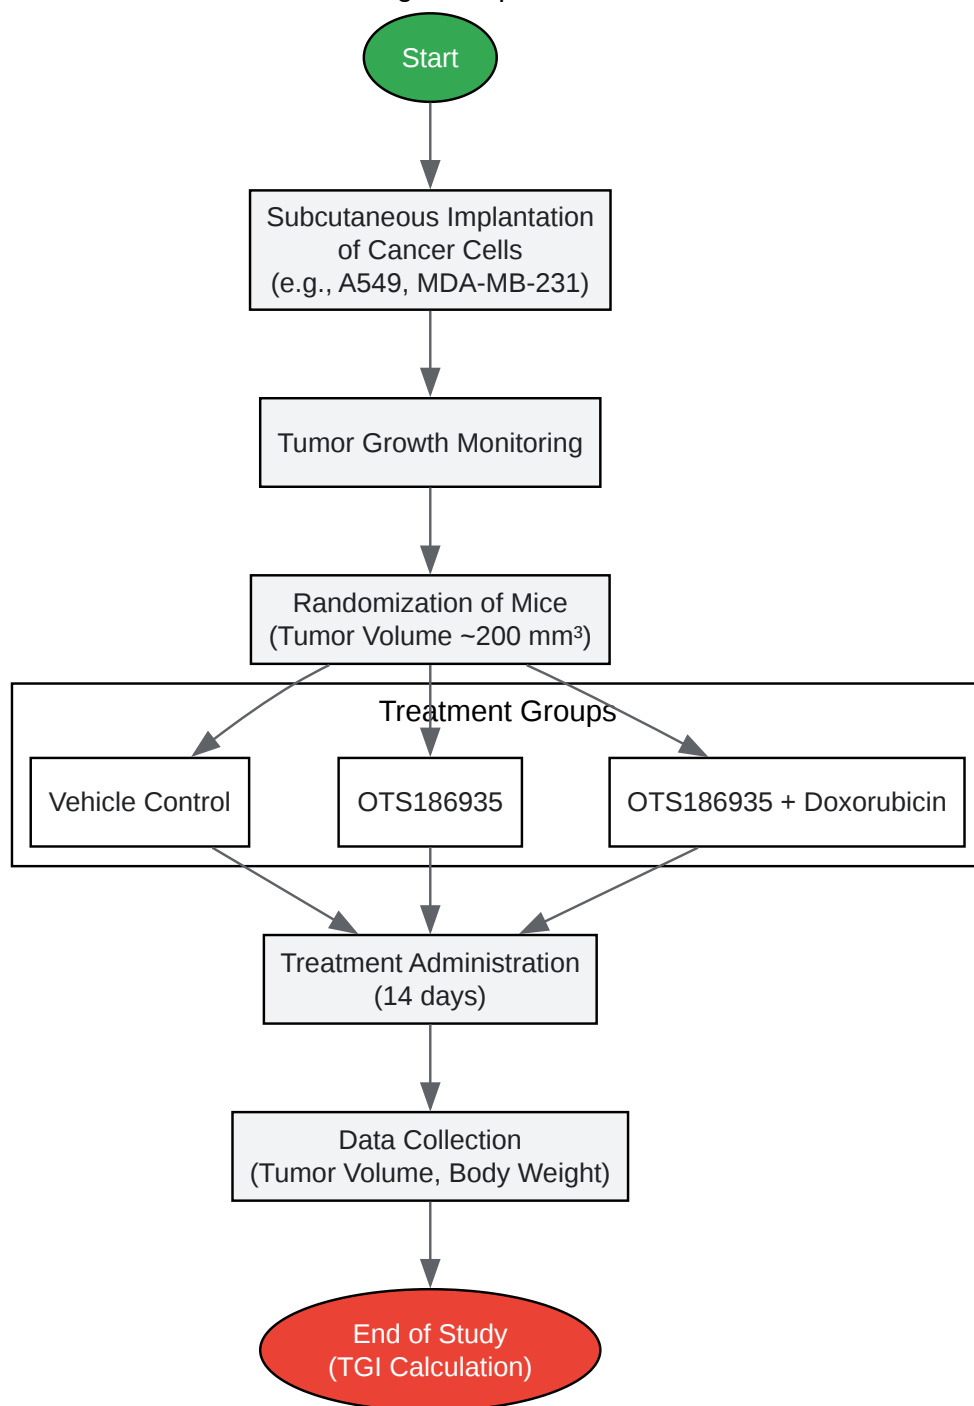 Start
Subcutaneous Implantation
of Cancer Cells
(e.g., A549, MDA-MB-231)
Tumor Growth Monitoring
Randomization of Mice
(Tumor Volume ~200 mm³)
Treatment Groups
Vehicle Control
OTS186935
OTS186935 + Doxorubicin
Treatment Administration
(14 days)
Data Collection
(Tumor Volume, Body Weight)
End of Study
(TGI Calculation)